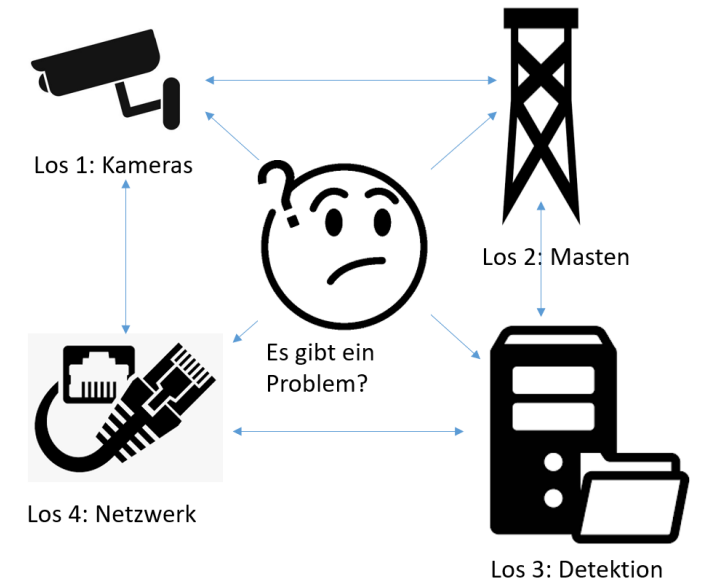 Los 1: Kameras
Los 2: Masten
Es gibt ein
Problem?
Los 4: Netzwerk
Los 3: Detektion